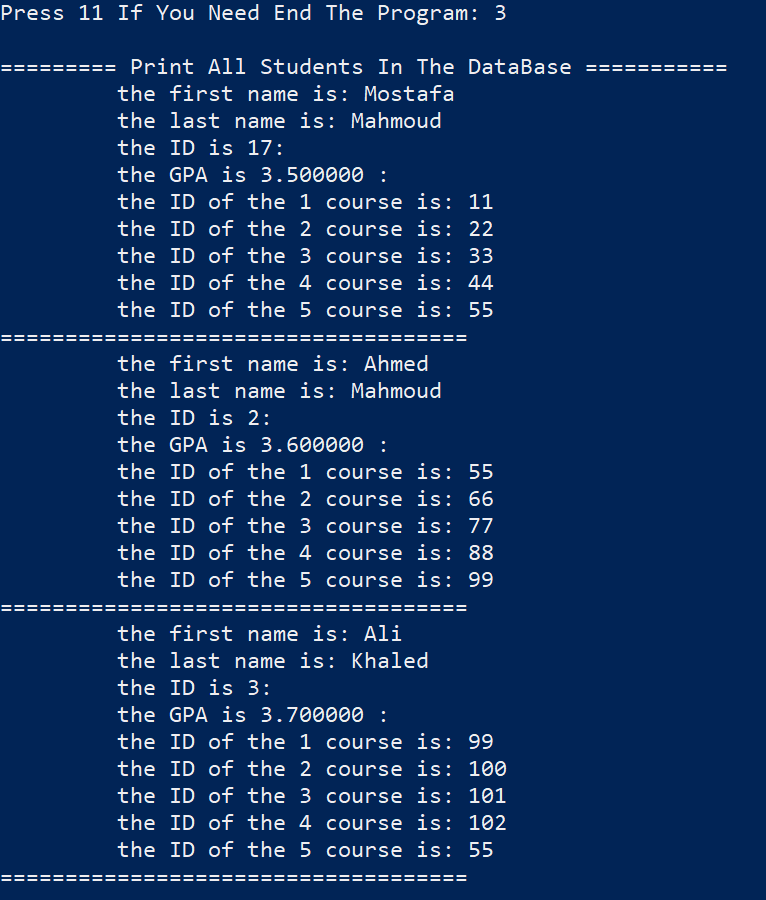 Press 11 If You Need End The Program: 3
========= Print All Students In The DataBase ===========
the first name is: Mostafa
the last name is: Mahmoud
the ID is 17:
the GPA is 3.500000 :
the ID of the 1 course is: 11
the ID of the 2 course is: 22
the ID of the 3 course is: 33
the ID of the 4 course is: 44
the ID of the 5 course is: 55
====================================
the first name is: Ahmed
the last name is: Mahmoud
the ID is 2:
the GPA is 3.600000 :
the ID of the 1 course is: 55
the ID of the 2 course is: 66
the ID of the 3 course is: 77
the ID of the 4 course is: 88
the ID of the 5 course is: 99
====================================
the first name is: Ali
the last name is: Khaled
the ID is 3:
the GPA is 3.700000 :
the ID of the 1 course is: 99
the ID of the 2 course is: 100
the ID of the 3 course is: 101
the ID of the 4 course is: 102
the ID of the 5 course is: 55
====================================